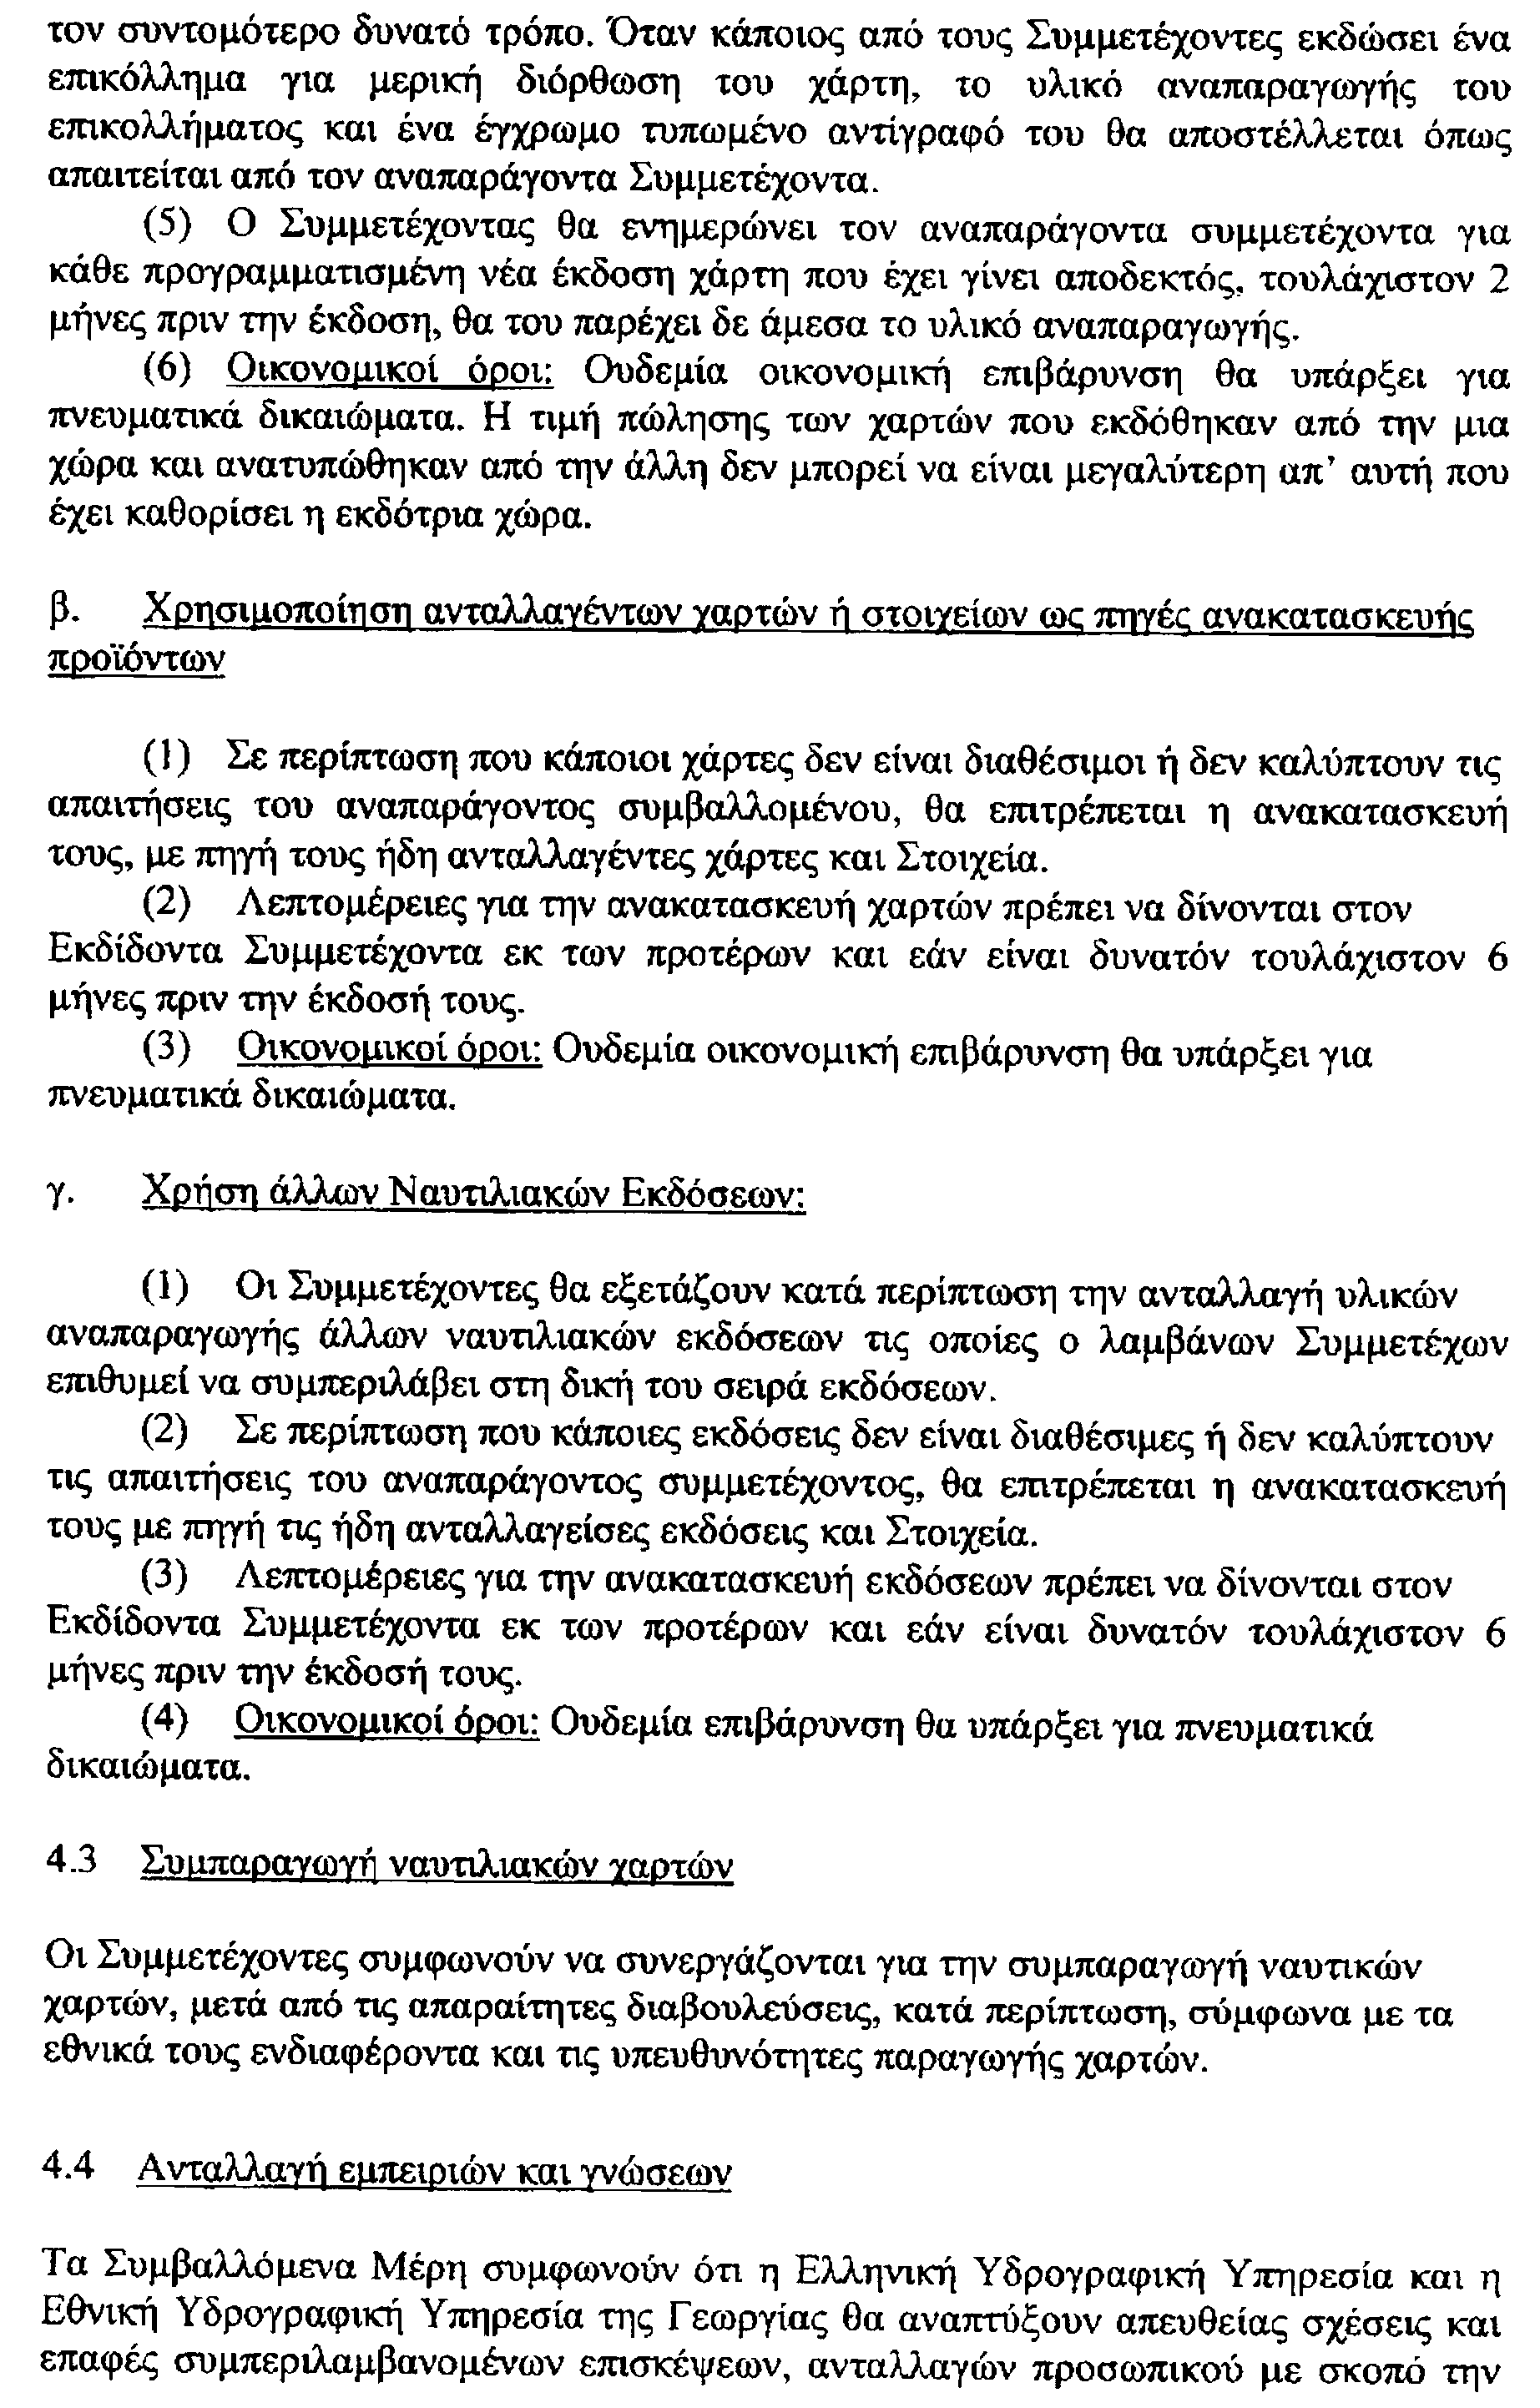 τον συντομότερο δυνατό τρόπο. Όταν κάποιος από τους Συμμετέχοντες εκδώσει ένα
επικόλλημα για μερική διόρθωση του χάρτη, το υλικό αναπαραγωγής του
επικολλήματος και ένα έγχρωμο τυπωμένο αντίγραφό του θα αποστέλλεται όπως
απαιτείται από τον αναπαράγοντα Συμμετέχοντα.
(5) Ο Συμμετέχοντας θα ενημερώνει τον αναπαράγοντα συμμετέχοντα για
κάθε προγραμματισμένη νέα έκδοση χάρτη που έχει γίνει αποδεκτός, τουλάχιστον 2
μήνες πριν την έκδοση, θα του παρέχει δε άμεσα το υλικό αναπαραγωγής.
(6) Οικονομικοί όροι: Ουδεμία οικονομική επιβάρυνση θα υπάρξει για
πνευματικά δικαιώματα. Η τιμή πώλησης των χαρτών που εκδόθηκαν από την μια
χώρα και ανατυπώθηκαν από την άλλη δεν μπορεί να είναι μεγαλύτερη απ' αυτή που
έχει καθορίσει η εκδότρια χώρα.
β. Χρησιμοποίηση ανταλλαγέντων χαρτών ή στοιχείων ως πηγές ανακατασκευής
προϊόντων
(1) Σε περίπτωση που κάποιοι χάρτες δεν είναι διαθέσιμοι ή δεν καλύπτουν τις
απαιτήσεις του αναπαράγοντος συμβαλλομένου, θα επιτρέπεται η ανακατασκευή
τους, με πηγή τους ήδη ανταλλαγέντες χάρτες και Στοιχεία.
(2) Λεπτομέρειες για την ανακατασκευή χαρτών πρέπει να δίνονται στον
Εκδίδοντα Συμμετέχοντα εκ των προτέρων και εάν είναι δυνατόν τουλάχιστον 6
μήνες πριν την έκδοσή τους.
(3) Οικονομικοί όροι: Ουδεμία οικονομική επιβάρυνση θα υπάρξει για
πνευματικά δικαιώματα.
γ. Χρήση άλλων Ναυτιλιακών Εκδόσεων:
(1) Οι Συμμετέχοντες θα εξετάζουν κατά περίπτωση την ανταλλαγή υλικών
αναπαραγωγής άλλων ναυτιλιακών εκδόσεων τις οποίες ο λαμβάνων Συμμετέχων
επιθυμεί να συμπεριλάβει στη δική του σειρά εκδόσεων.
(2) Σε περίπτωση που κάποιες εκδόσεις δεν είναι διαθέσιμες ή δεν καλύπτουν
τις απαιτήσεις του αναπαράγοντος συμμετέχοντος, θα επιτρέπεται η ανακατασκευή
τους με πηγή τις ήδη ανταλλαγείσες εκδόσεις και Στοιχεία.
(3) Λεπτομέρειες για την ανακατασκευή εκδόσεων πρέπει να δίνονται στον
Εκδίδοντα Συμμετέχοντα εκ των προτέρων και εάν είναι δυνατόν τουλάχιστον 6
μήνες πριν την έκδοσή τους.
(4) Οικονομικοί όροι: Ουδεμία επιβάρυνση θα υπάρξει για πνευματικά
δικαιώματα.
4.3 Συμπαραγωγή ναυτιλιακών χαρτών
Οι Συμμετέχοντες συμφωνούν να συνεργάζονται για την συμπαραγωγή ναυτικών
χαρτών, μετά από τις απαραίτητες διαβουλεύσεις, κατά περίπτωση, σύμφωνα με τα
εθνικά τους ενδιαφέροντα και τις υπευθυνότητες παραγωγής χαρτών.
4.4 Ανταλλαγή εμπειριών και γνώσεων
Τα Συμβαλλόμενα Μέρη συμφωνούν ότι η Ελληνική Υδρογραφική Υπηρεσία και η
Εθνική Υδρογραφική Υπηρεσία της Γεωργίας θα αναπτύξουν απευθείας σχέσεις και
επαφές συμπεριλαμβανομένων επισκέψεων, ανταλλαγών προσωπικού με σκοπό την